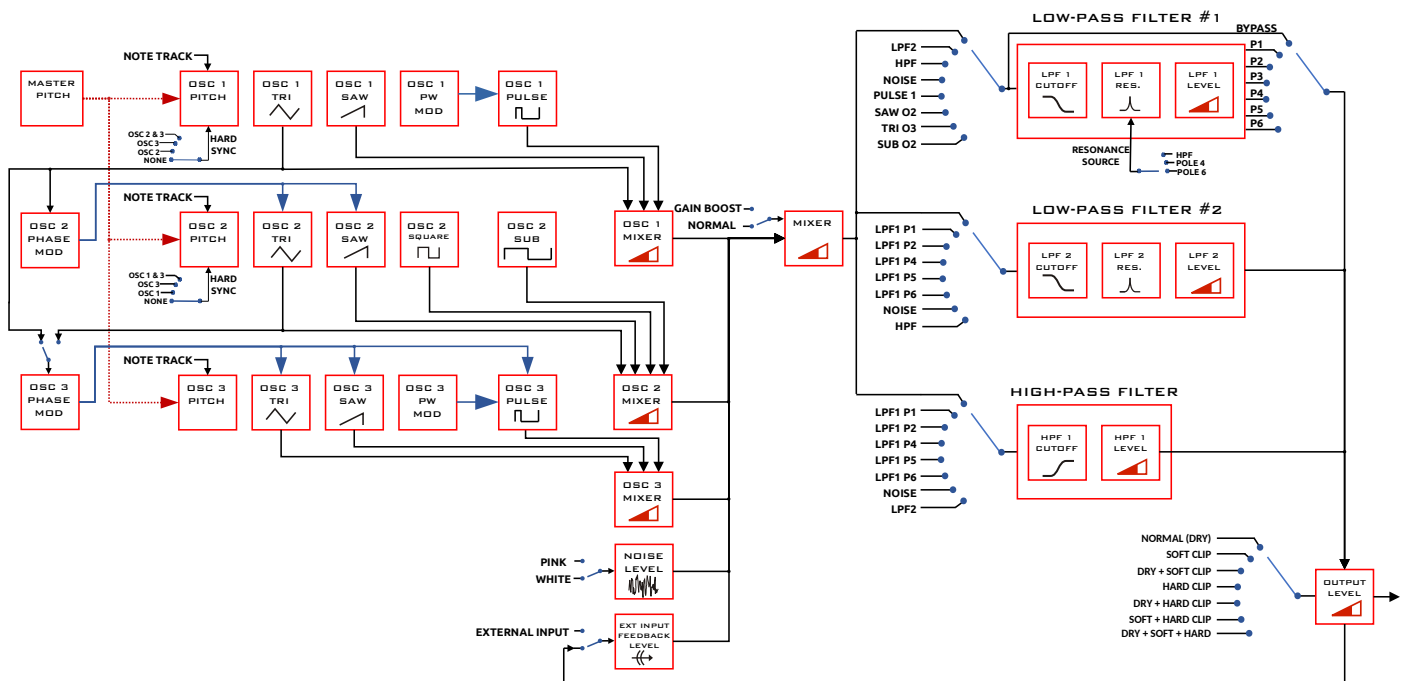 NOTE TRACK
MASTER
PITCH
OSC 1
PITCH
OSC 1
TRI
OSC 1
SAW
OSC 1
PW
MOD
OSC 1
PULSE
OSC 2 & 3
OSC 3
OSC 2
NONE
HARD
SYNC
NOTE TRACK
OSC 2
PHASE
MOD
OSC 2
PITCH
OSC 2
TRI
OSC 2
SAW
OSC 2
SQUARE
OSC 2
SUB
OSC 1 & 3
OSC 3
OSC 1
NONE
HARD
SYNC
NOTE TRACK
OSC 3
PHASE
MOD
OSC 3
PITCH
OSC 3
TRI
OSC 3
SAW
OSC 3
PW
MOD
OSC 3
PULSE
OSC 1
MIXER
OSC 2
MIXER
OSC 3
MIXER
PINK
WHITE
NOISE
LEVEL
EXTERNAL INPUT
EXT INPUT
FEEDBACK
LEVEL
GAIN BOOST
NORMAL
MIXER
LOW-PASS FILTER #1
BYPASS
LPF2
HPF
NOISE
PULSE 1
SAW O2
TRI O3
SUB O2
LPF 1
CUTOFF
LPF 1
RES.
LPF 1
LEVEL
P1
P2
P3
P4
P5
P6
RESONANCE
SOURCE
HPF
POLE 4
POLE 6
LOW-PASS FILTER #2
LPF1 P1
LPF1 P2
LPF1 P4
LPF1 P5
LPF1 P6
NOISE
HPF
LPF 2
CUTOFF
LPF 2
RES.
LPF 2
LEVEL
HIGH-PASS FILTER
LPF1 P1
LPF1 P2
LPF1 P4
LPF1 P5
LPF1 P6
NOISE
LPF2
HPF 1
CUTOFF
HPF 1
LEVEL
NORMAL (DRY)
SOFT CLIP
DRY + SOFT CLIP
HARD CLIP
DRY + HARD CLIP
SOFT + HARD CLIP
DRY + SOFT + HARD
OUTPUT
LEVEL